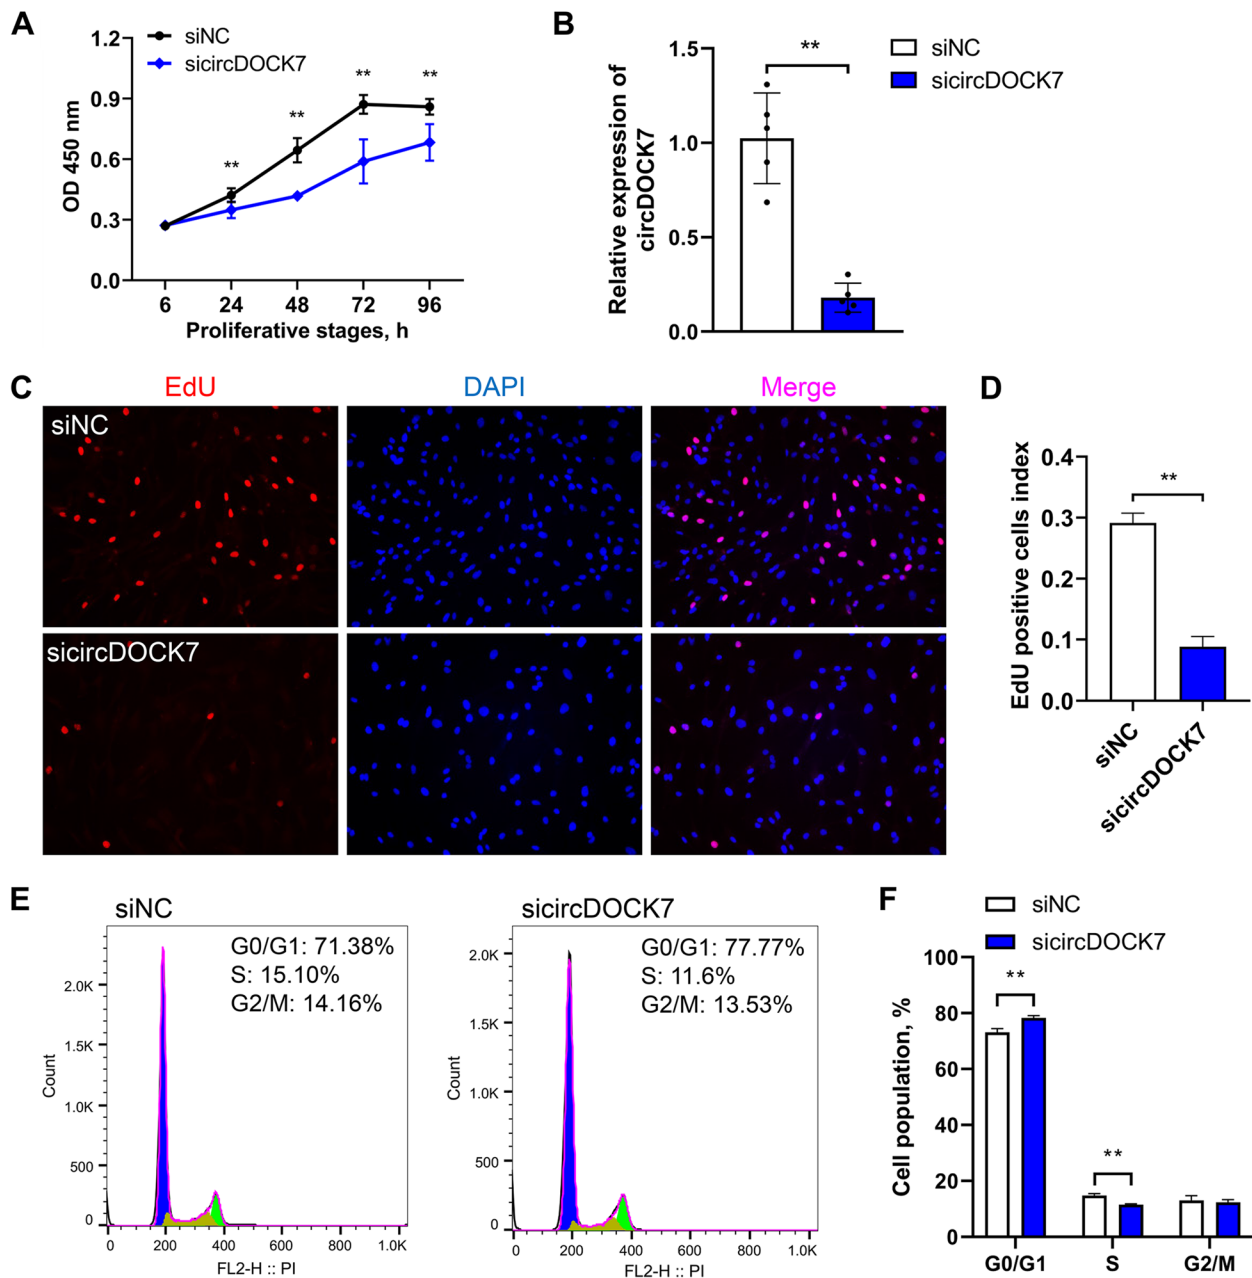 A
siNC
sicircDOCK7
1.2
0.9
0.6
0.3
0.0
OD 450 nm
** ** ** **
6 24 48 72 96
Proliferative stages, h
B
siNC
sicircDOCK7
1.5
1.0
0.5
0.0
Relative expression of
circDOCK7
**
C
EdU DAPI Merge
siNC
sicircDOCK7
D
0.4
0.3
0.2
0.1
0.0
EdU positive cells index
**
siNC
sicircDOCK7
E
siNC
G0/G1: 71.38%
S: 15.10%
G2/M: 14.16%
2.0K
1.5K
1.0K
500
0
Count
0 200 400 600 800 1.0K
FL2-H :: PI
sicircDOCK7
G0/G1: 77.77%
S: 11.6%
G2/M: 13.53%
2.0K
1.5K
1.0K
500
0
Count
0 200 400 600 800 1.0K
FL2-H :: PI
F
siNC
sicircDOCK7
100
80
60
40
20
0
Cell population, %
**
**
G0/G1 S G2/M